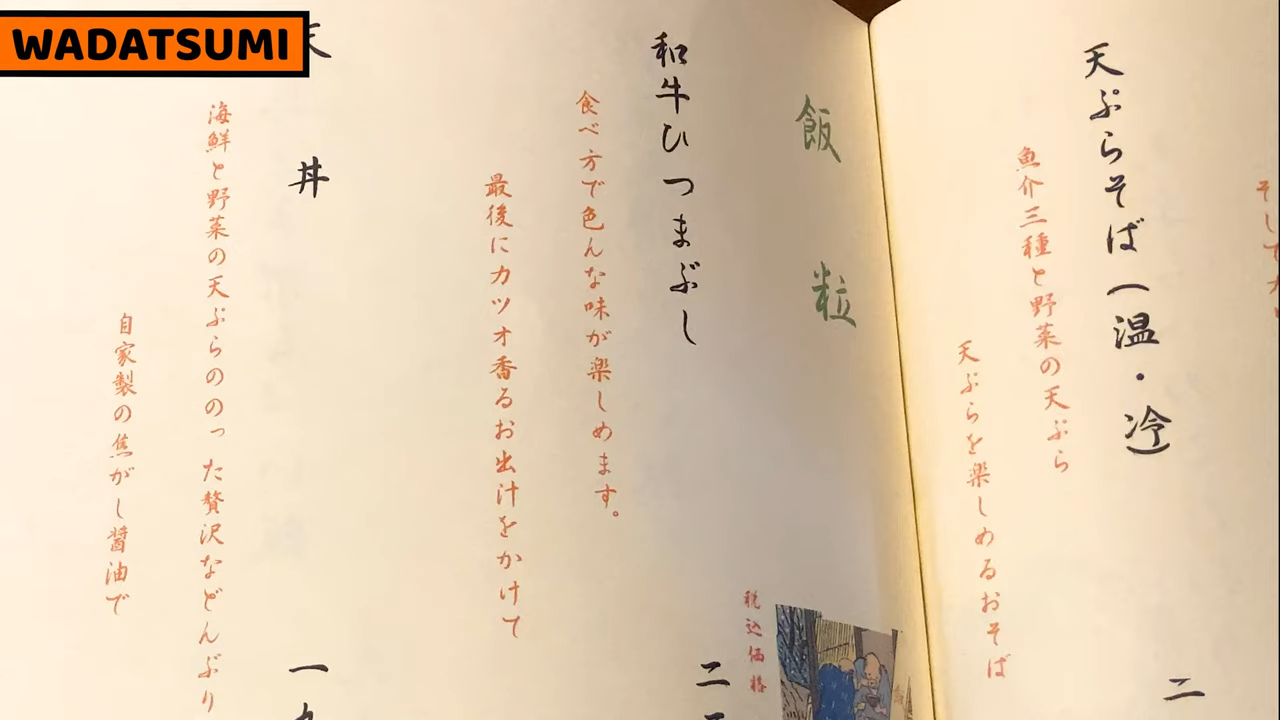 WADATSUMI
天ぷらそば(温・冷)
二
魚介三種と野菜の天ぷら
天ぷらを楽しめるおそば
飯粒
税込価格
和牛ひつまぶし
二
食べ方で色んな味が楽しめます。
最後にカツオ香るお出汁をかけて
天丼
一
海鮮と野菜の天ぷらののった贅沢などんぶり
自家製の焦がし醤油で